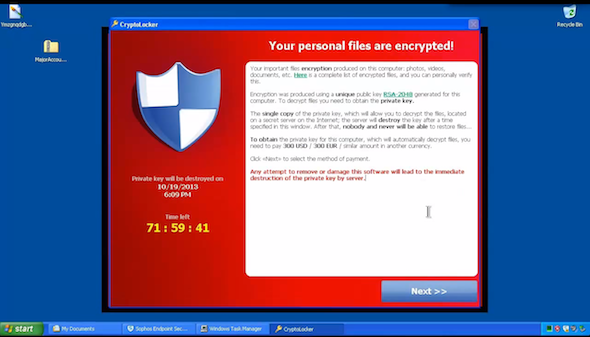 CryptoLocker
Ynszgnqdgb...
MajorAccou...
Recycle Bin
Your personal files are encrypted!
Your important files encryption produced on this computer: photos, videos,
documents, etc. Here is a complete list of encrypted files, and you can personally verify
this.
Encryption was produced using a unique public key RSA-2048 generated for this
computer. To decrypt files you need to obtain the private key.
The single copy of the private key, which will allow you to decrypt the files, located
on a secret server on the Internet; the server will destroy the key after a time
specified in this window. After that, nobody and never will be able to restore files...
To obtain the private key for this computer, which will automatically decrypt files, you
need to pay 300 USD / 300 EUR / similar amount in another currency.
Click «Next» to select the method of payment.
Any attempt to remove or damage this software will lead to the immediate
destruction of the private key by server.
Private key will be destroyed on
10/19/2013
6:09 PM
Time left
71 : 59 : 41
Next >>
start
My Documents
Sophos Endpoint Sec...
Windows Task Manager
CryptoLocker